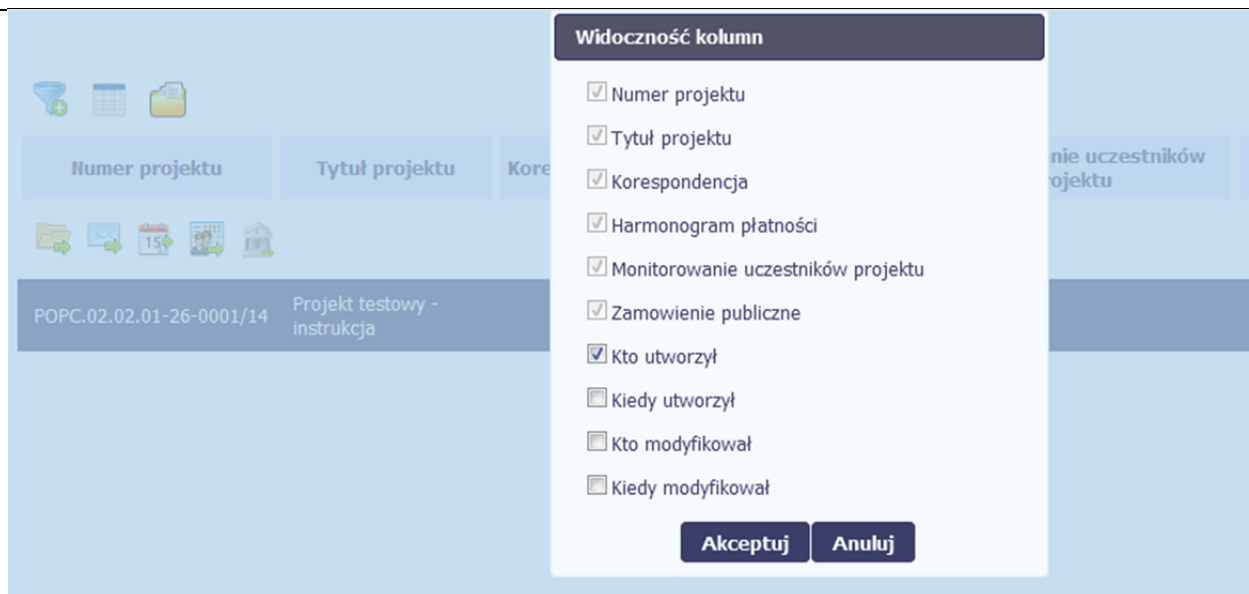 Widoczność kolumn
Numer projektu
Tytuł projektu
Kore
nie uczestników
ojektu
Numer projektu
Tytuł projektu
Korespondencja
Harmonogram płatności
Monitorowanie uczestników projektu
Zamowienie publiczne
Kto utworzył
Kiedy utworzył
Kto modyfikował
Kiedy modyfikował
Akceptuj Anuluj
15
POPC.02.02.01-26-0001/14
Projekt testowy -
instrukcja